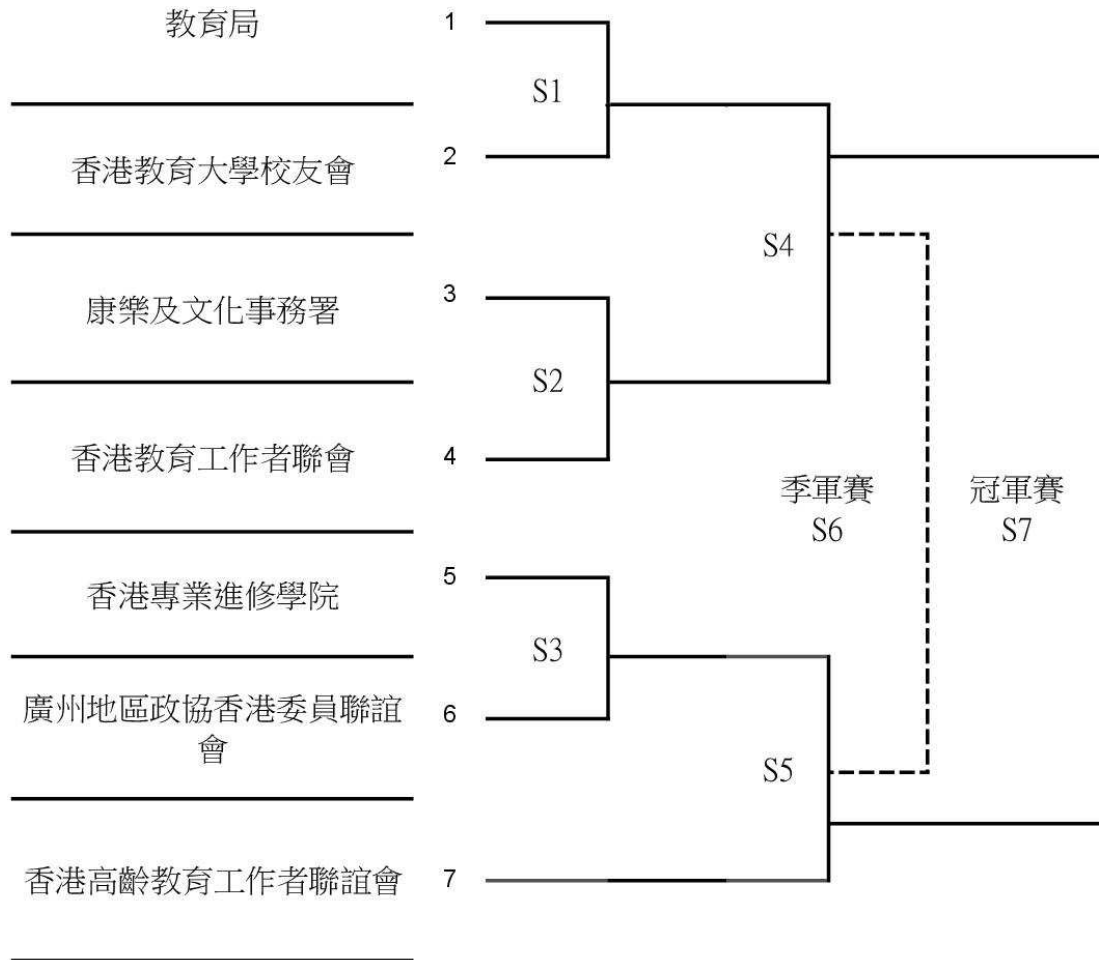 教育局
1
S1
香港教育大學校友會
2
S4
康樂及文化事務署
3
S2
香港教育工作者聯會
4
季軍賽
S6
冠軍賽
S7
香港專業進修學院
5
S3
廣州地區政協香港委員聯誼
會
6
S5
香港高齡教育工作者聯誼會
7